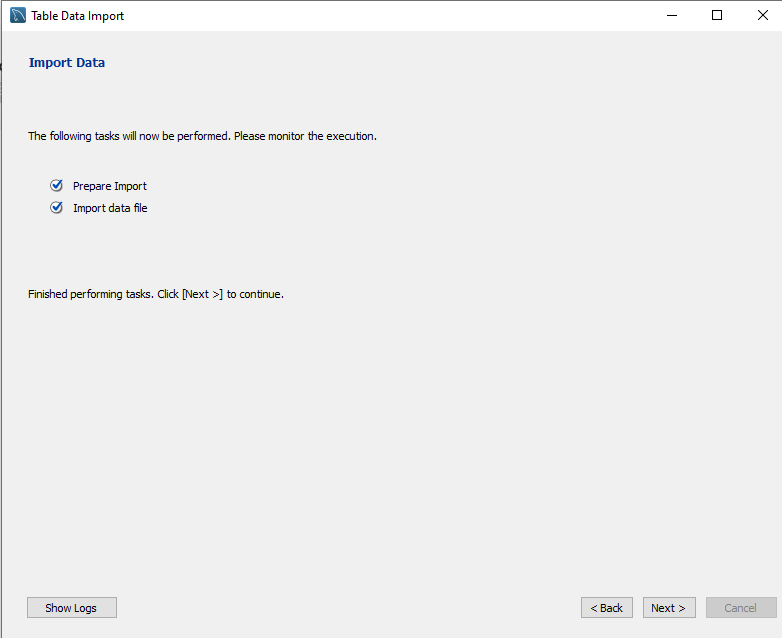 Table Data Import
Import Data
The following tasks will now be performed. Please monitor the execution.
Prepare Import
Import data file
Finished performing tasks. Click [Next >] to continue.
Show Logs
< Back
Next >
Cancel